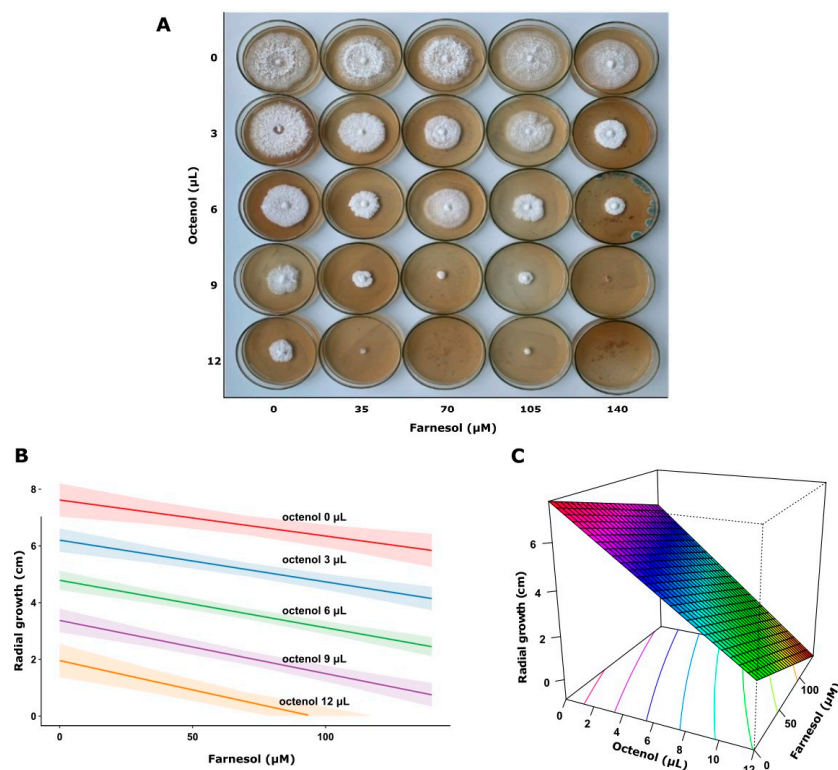 A
0
3
6
9
12
Octenol (µL)
0 35 70 105 140
Farnesol (µM)
B
8
6
4
2
0
Radial growth (cm)
octenol 0 µL
octenol 3 µL
octenol 6 µL
octenol 9 µL
octenol 12 µL
0 50 100
Farnesol (µM)
C
6
4
2
0
Radial growth (cm)
0 2 4 6 8 10 12
Octenol (µL)
0 50 100
Farnesol (µM)